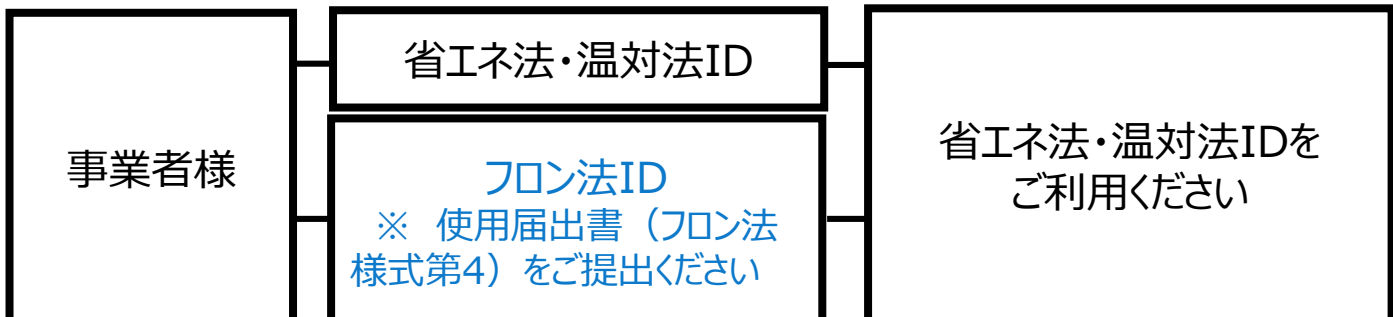 事業者様
省エネ法・温対法ID
フロン法ID
※ 使用届出書（フロン法
様式第4）をご提出ください
省エネ法・温対法IDを
ご利用ください